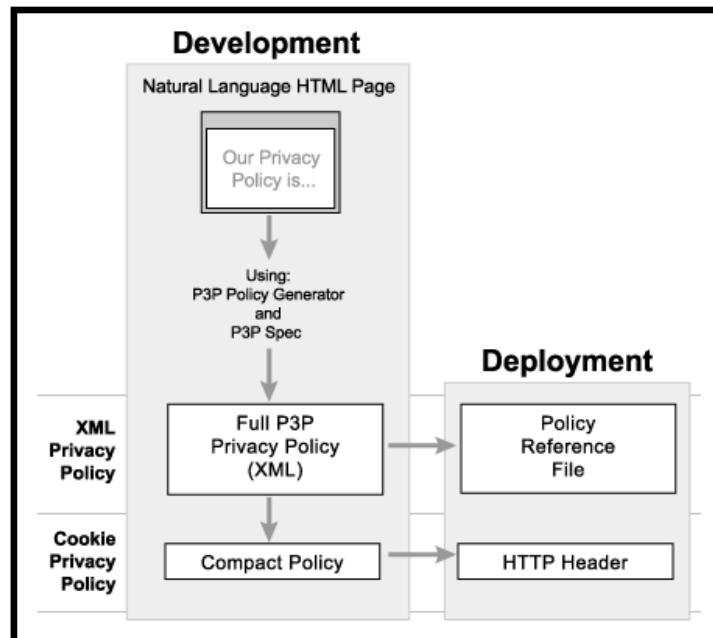 Development
Natural Language HTML Page
Our Privacy
Policy is...
Using:
P3P Policy Generator
and
P3P Spec
Deployment
XML
Privacy
Policy
Full P3P
Privacy Policy
(XML)
Policy
Reference
File
Cookie
Privacy
Policy
Compact Policy
HTTP Header